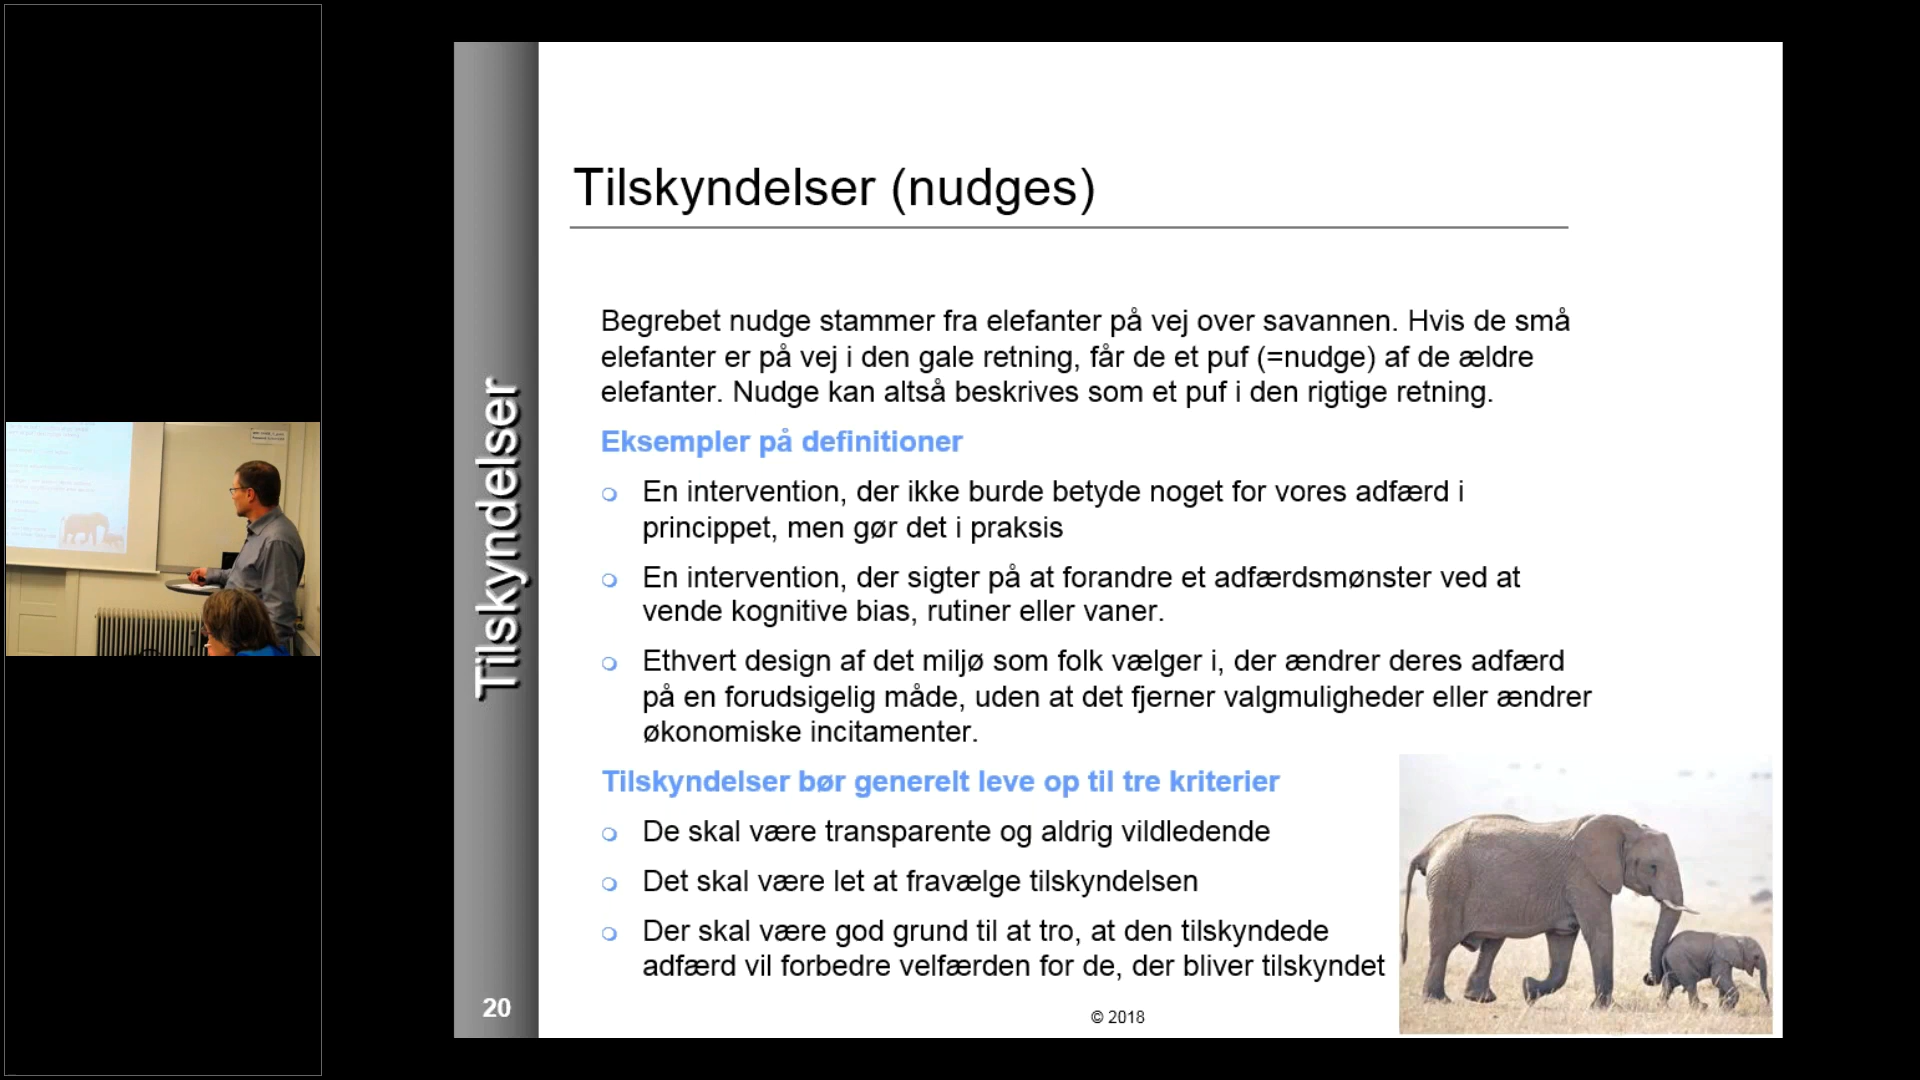 Tilskyndelser
20
Tilskyndelser (nudges)
Begrebet nudge stammer fra elefanter på vej over savannen. Hvis de små
elefanter er på vej i den gale retning, får de et puf (=nudge) af de ældre
elefanter. Nudge kan altså beskrives som et puf i den rigtige retning.
Eksempler på definitioner
En intervention, der ikke burde betyde noget for vores adfærd i
princippet, men gør det i praksis
En intervention, der sigter på at forandre et adfærdsmønster ved at
vende kognitive bias, rutiner eller vaner.
Ethvert design af det miljø som folk vælger i, der ændrer deres adfærd
på en forudsigelig måde, uden at det fjerner valgmuligheder eller ændrer
økonomiske incitamenter.
Tilskyndelser bør generelt leve op til tre kriterier
De skal være transparente og aldrig vildledende
Det skal være let at fravælge tilskyndelsen
Der skal være god grund til at tro, at den tilskyndede
adfærd vil forbedre velfærden for de, der bliver tilskyndet
© 2018